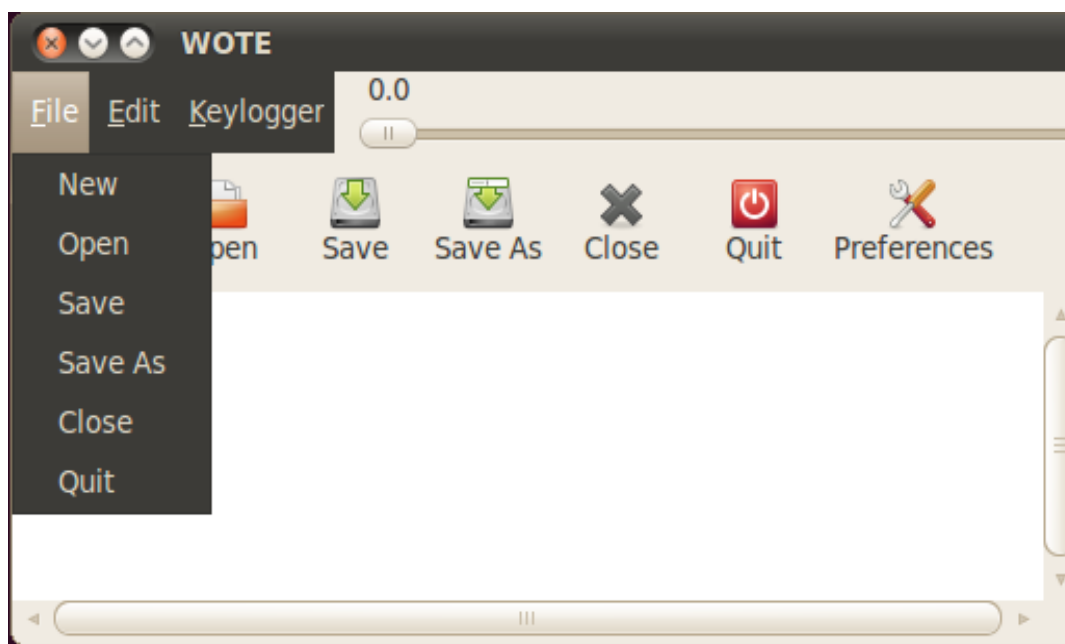 WOTE
File Edit Keylogger
0.0
New
Open
Save
Save As
Close
Quit
pen Save Save As Close Quit Preferences